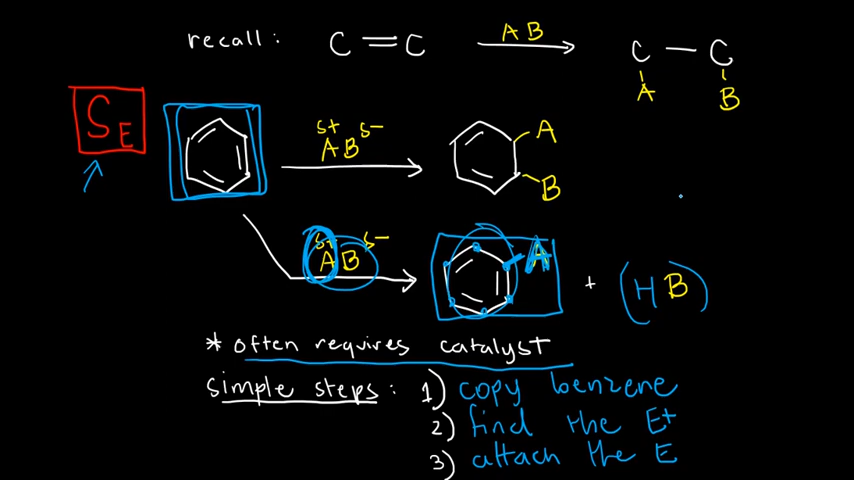 recall: C = C AB C — C
A B
SE
δ+ AB δ- A
B
δ+ AB δ- A + (HB)
* often requires catalyst
simple steps: 1) copy benzene
2) find the E+
3) attach the E